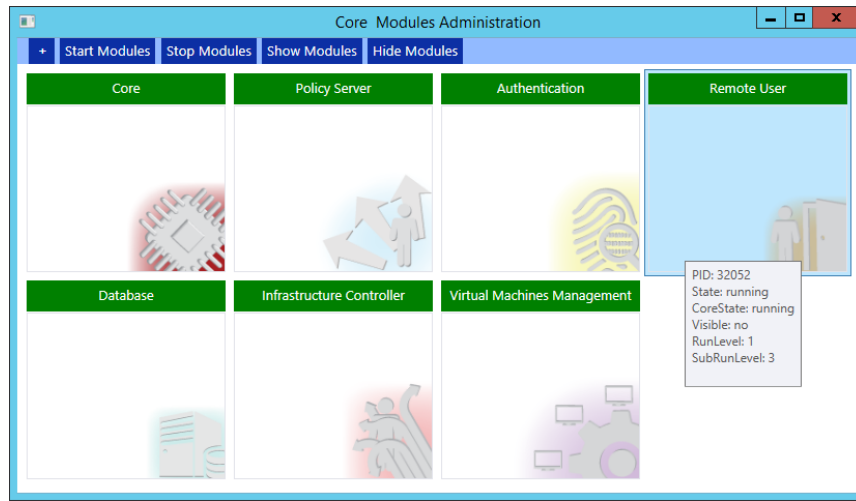 Core  Modules Administration
+ Start Modules Stop Modules Show Modules Hide Modules
Core
Policy Server
Authentication
Remote User
PID: 32052
State: running
CoreState: running
Visible: no
RunLevel: 1
SubRunLevel: 3
Database
Infrastructure Controller
Virtual Machines Management